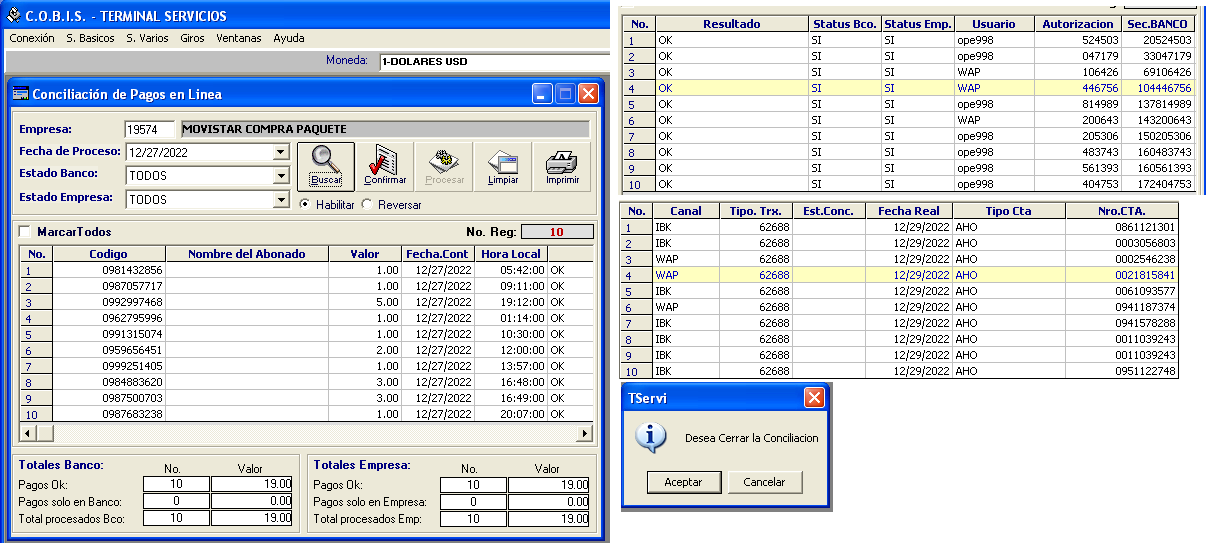 C.O.B.I.S. - TERMINAL SERVICIOS
Conexión S. Basicos S. Varios Giros Ventanas Ayuda
Moneda: 1-DOLARES USD
Conciliación de Pagos en Linea
Empresa: 19574 MOVISTAR COMPRA PAQUETE
Fecha de Proceso: 12/27/2022
Estado Banco: TODOS
Estado Empresa: TODOS
Buscar Confirmar Procesar Limpiar Imprimir
Habilitar Reversar
MarcarTodos No. Reg: 10
No. Codigo Nombre del Abonado Valor Fecha.Cont Hora Local
1 0981432856 1.00 12/27/2022 05:42:00 OK
2 0987057717 1.00 12/27/2022 09:11:00 OK
3 0992997468 5.00 12/27/2022 19:12:00 OK
4 0962795996 1.00 12/27/2022 01:14:00 OK
5 0991315074 1.00 12/27/2022 10:30:00 OK
6 0959656451 2.00 12/27/2022 12:00:00 OK
7 0999251405 1.00 12/27/2022 13:57:00 OK
8 0984883620 3.00 12/27/2022 16:48:00 OK
9 0987500703 3.00 12/27/2022 16:49:00 OK
10 0987683238 1.00 12/27/2022 20:07:00 OK
Totales Banco: No. Valor
Pagos Ok: 10 19.00
Pagos solo en Banco: 0 0.00
Total procesados Bco: 10 19.00
Totales Empresa: No. Valor
Pagos Ok: 10 19.00
Pagos solo en Empresa: 0 0.00
Total procesados Emp: 10 19.00
No. Resultado Status Bco. Status Emp. Usuario Autorizacion Sec.BANCO
1 OK SI SI ope998 524503 20524503
2 OK SI SI ope998 047179 33047179
3 OK SI SI WAP 106426 69106426
4 OK SI SI WAP 446756 104446756
5 OK SI SI ope998 814989 137814989
6 OK SI SI WAP 200643 143200643
7 OK SI SI ope998 205306 150205306
8 OK SI SI ope998 483743 160483743
9 OK SI SI ope998 561393 160561393
10 OK SI SI ope998 404753 172404753
No. Canal Tipo. Trx. Est.Conc. Fecha Real Tipo Cta Nro.CTA.
1 IBK 62688 12/29/2022 AHO 0861121301
2 IBK 62688 12/29/2022 AHO 0003056803
3 WAP 62688 12/29/2022 AHO 0002546238
4 WAP 62688 12/29/2022 AHO 0021815841
5 IBK 62688 12/29/2022 AHO 0061093577
6 WAP 62688 12/29/2022 AHO 0941187374
7 IBK 62688 12/29/2022 AHO 0941578288
8 IBK 62688 12/29/2022 AHO 0011039243
9 IBK 62688 12/29/2022 AHO 0011039243
10 IBK 62688 12/29/2022 AHO 0951122748
TServi
Desea Cerrar la Conciliacion
Aceptar Cancelar